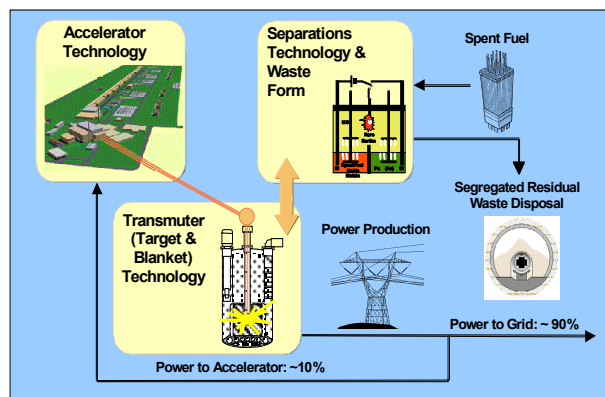 Accelerator
Technology
Separations
Technology &
Waste
Form
Spent Fuel
Segregated Residual
Waste Disposal
Transmuter
(Target &
Blanket)
Technology
Power Production
Power to Grid: ~ 90%
Power to Accelerator: ~10%